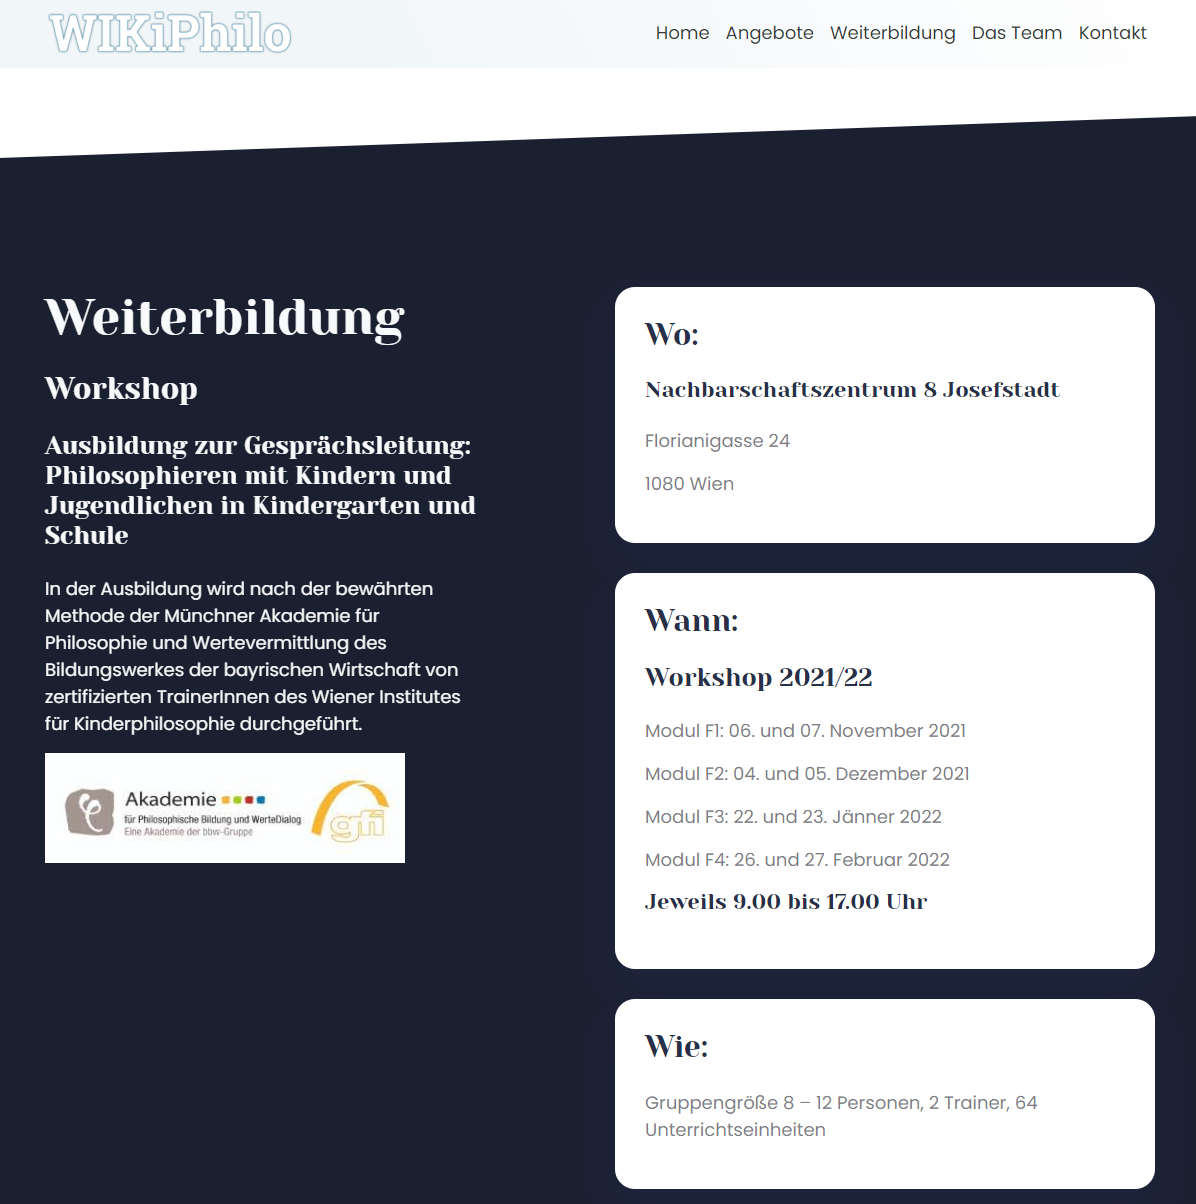 WIKiPhilo
Home Angebote Weiterbildung Das Team Kontakt
Weiterbildung
Workshop
Ausbildung zur Gesprächsleitung:
Philosophieren mit Kindern und
Jugendlichen in Kindergarten und
Schule
In der Ausbildung wird nach der bewährten
Methode der Münchner Akademie für
Philosophie und Wertevermittlung des
Bildungswerkes der bayrischen Wirtschaft von
zertifizierten TrainerInnen des Wiener Institutes
für Kinderphilosophie durchgeführt.
Akademie
für Philosophische Bildung und WerteDialog
Eine Akademie der bbw-Gruppe
gfi
Wo:
Nachbarschaftszentrum 8 Josefstadt
Florianigasse 24
1080 Wien
Wann:
Workshop 2021/22
Modul F1: 06. und 07. November 2021
Modul F2: 04. und 05. Dezember 2021
Modul F3: 22. und 23. Jänner 2022
Modul F4: 26. und 27. Februar 2022
Jeweils 9.00 bis 17.00 Uhr
Wie:
Gruppengröße 8 – 12 Personen, 2 Trainer, 64
Unterrichtseinheiten